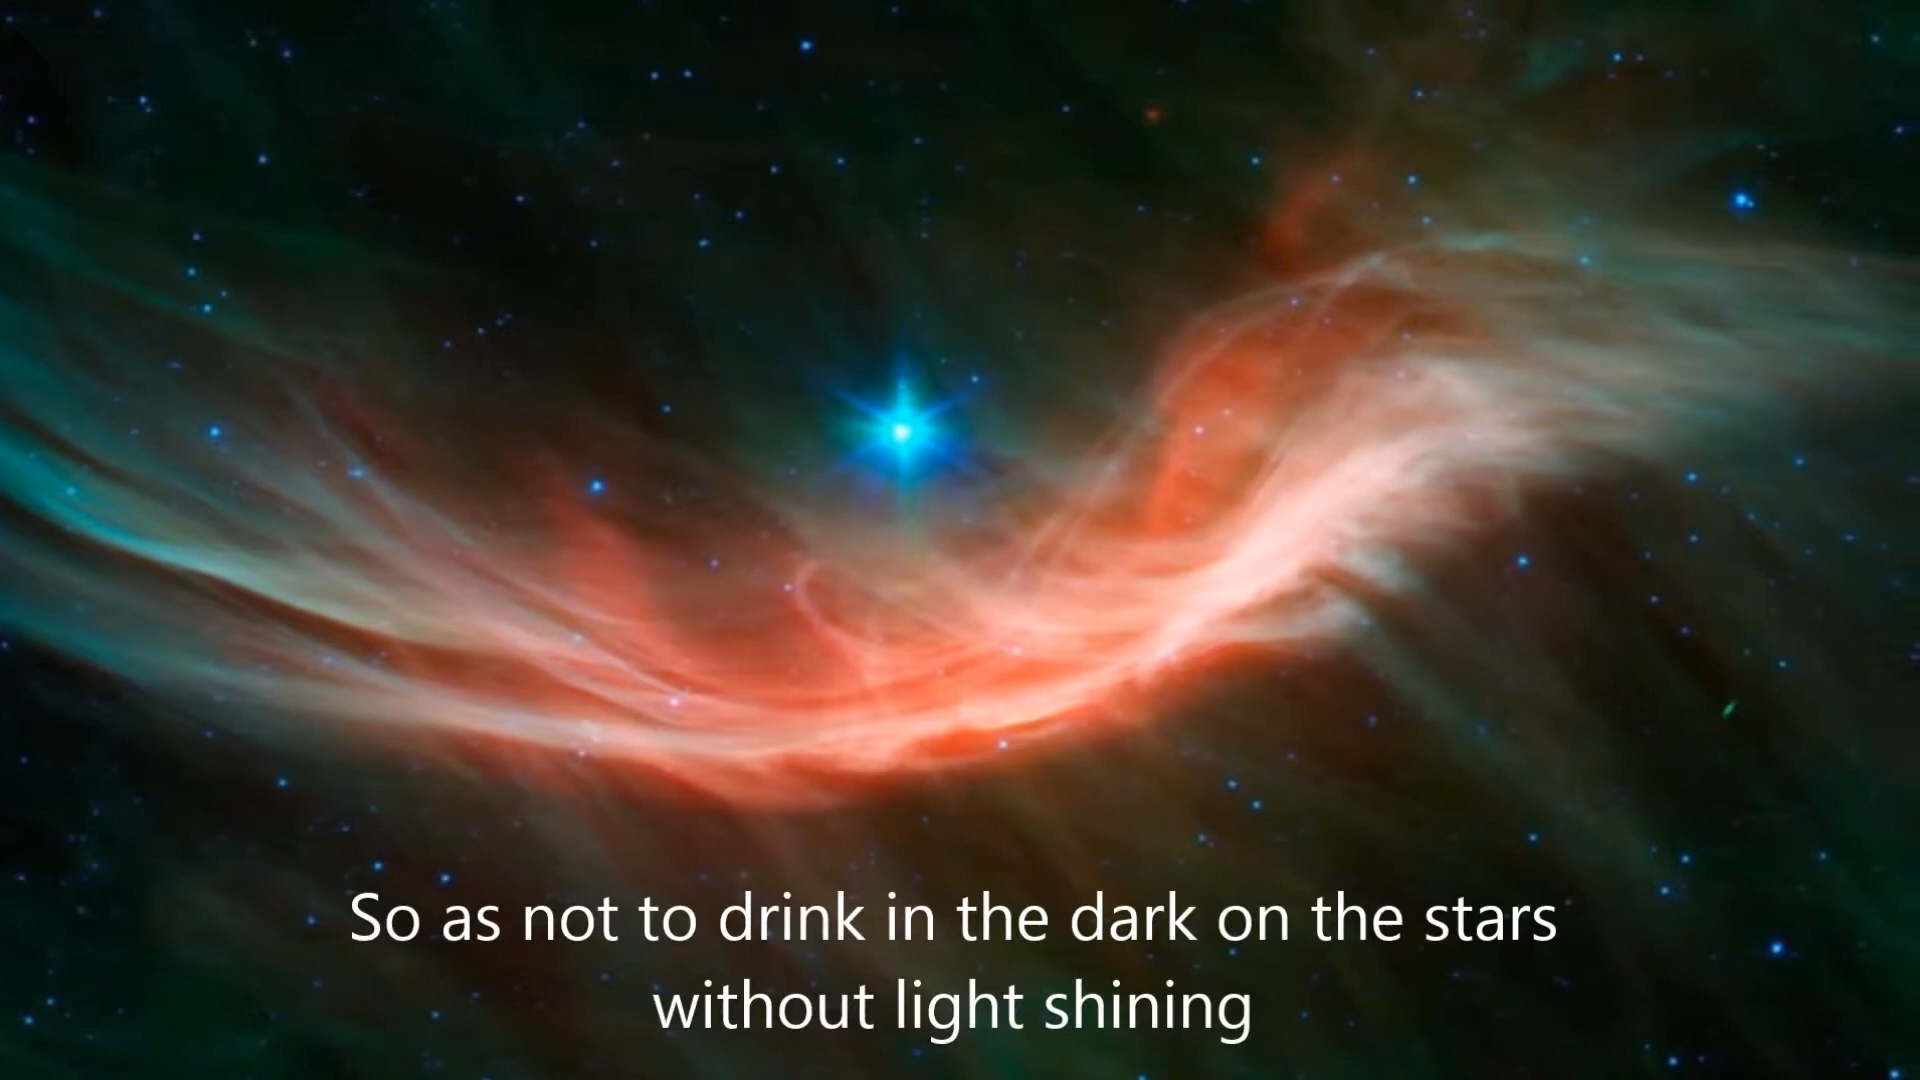 So as not to drink in the dark on the stars
without light shining